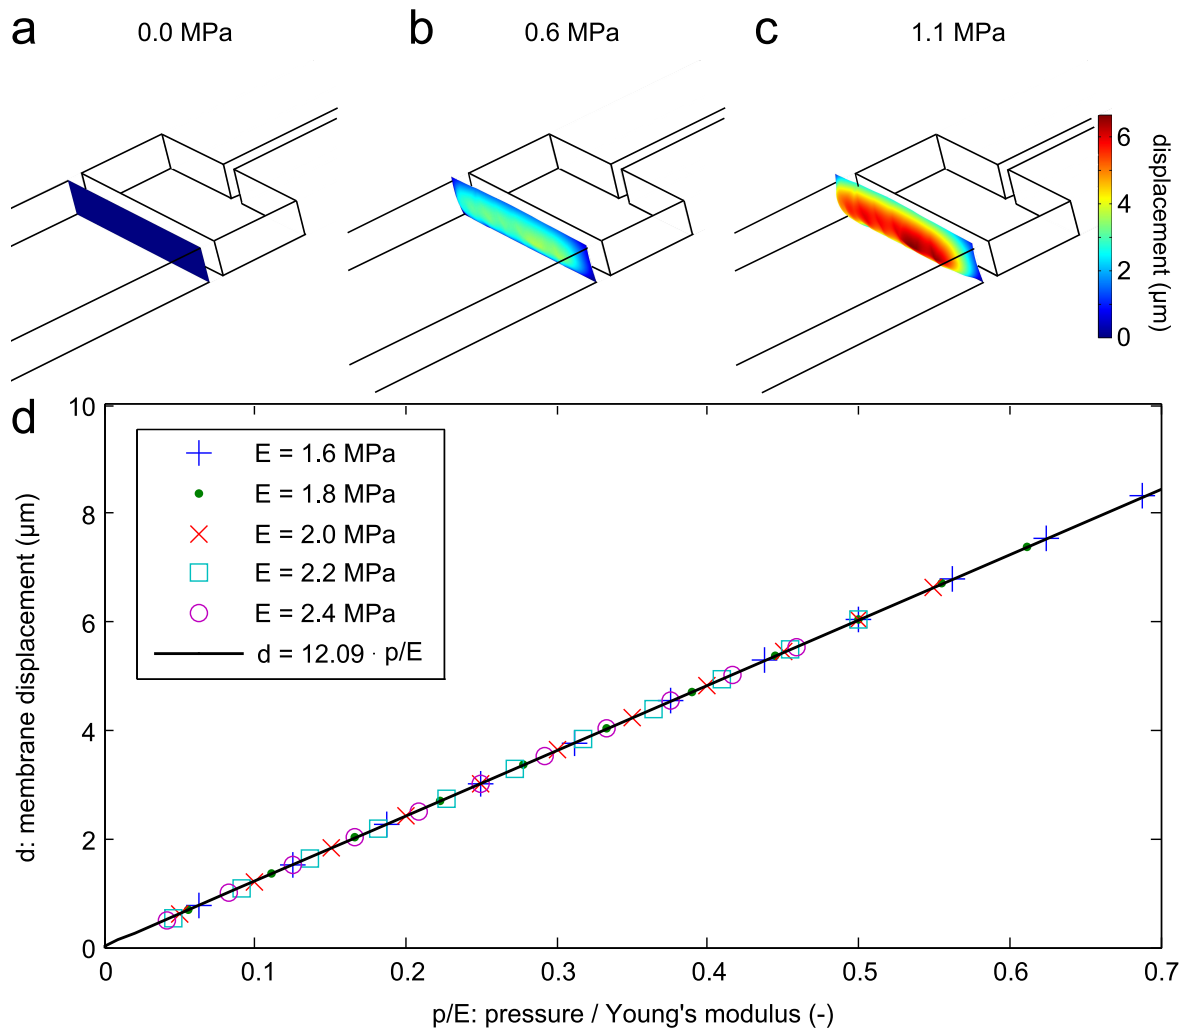 a
0.0 MPa
b
0.6 MPa
c
1.1 MPa
6
4
2
0
displacement (μm)
d
10
8
6
4
2
0
d: membrane displacement (μm)
E = 1.6 MPa
E = 1.8 MPa
E = 2.0 MPa
E = 2.2 MPa
E = 2.4 MPa
d = 12.09 · p/E
0 0.1 0.2 0.3 0.4 0.5 0.6 0.7
p/E: pressure / Young's modulus (-)